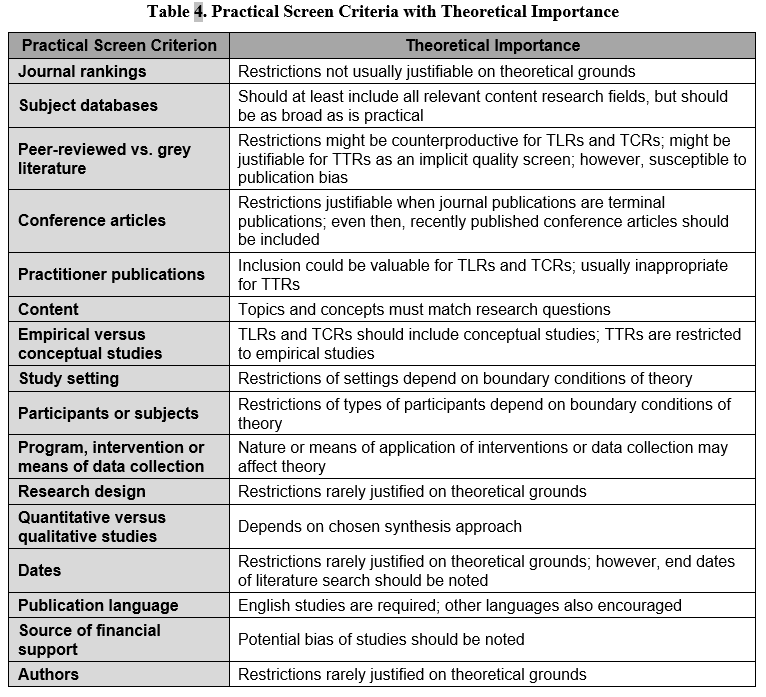 Table 4. Practical Screen Criteria with Theoretical Importance
Practical Screen Criterion
Theoretical Importance
Journal rankings
Restrictions not usually justifiable on theoretical grounds
Subject databases
Should at least include all relevant content research fields, but should
be as broad as is practical
Peer-reviewed vs. grey
literature
Restrictions might be counterproductive for TLRs and TCRs; might be
justifiable for TTRs as an implicit quality screen; however, susceptible to
publication bias
Conference articles
Restrictions justifiable when journal publications are terminal
publications; even then, recently published conference articles should
be included
Practitioner publications
Inclusion could be valuable for TLRs and TCRs; usually inappropriate
for TTRs
Content
Topics and concepts must match research questions
Empirical versus
conceptual studies
TLRs and TCRs should include conceptual studies; TTRs are restricted
to empirical studies
Study setting
Restrictions of settings depend on boundary conditions of theory
Participants or subjects
Restrictions of types of participants depend on boundary conditions of
theory
Program, intervention or
means of data collection
Nature or means of application of interventions or data collection may
affect theory
Research design
Restrictions rarely justified on theoretical grounds
Quantitative versus
qualitative studies
Depends on chosen synthesis approach
Dates
Restrictions rarely justified on theoretical grounds; however, end dates
of literature search should be noted
Publication language
English studies are required; other languages also encouraged
Source of financial
support
Potential bias of studies should be noted
Authors
Restrictions rarely justified on theoretical grounds